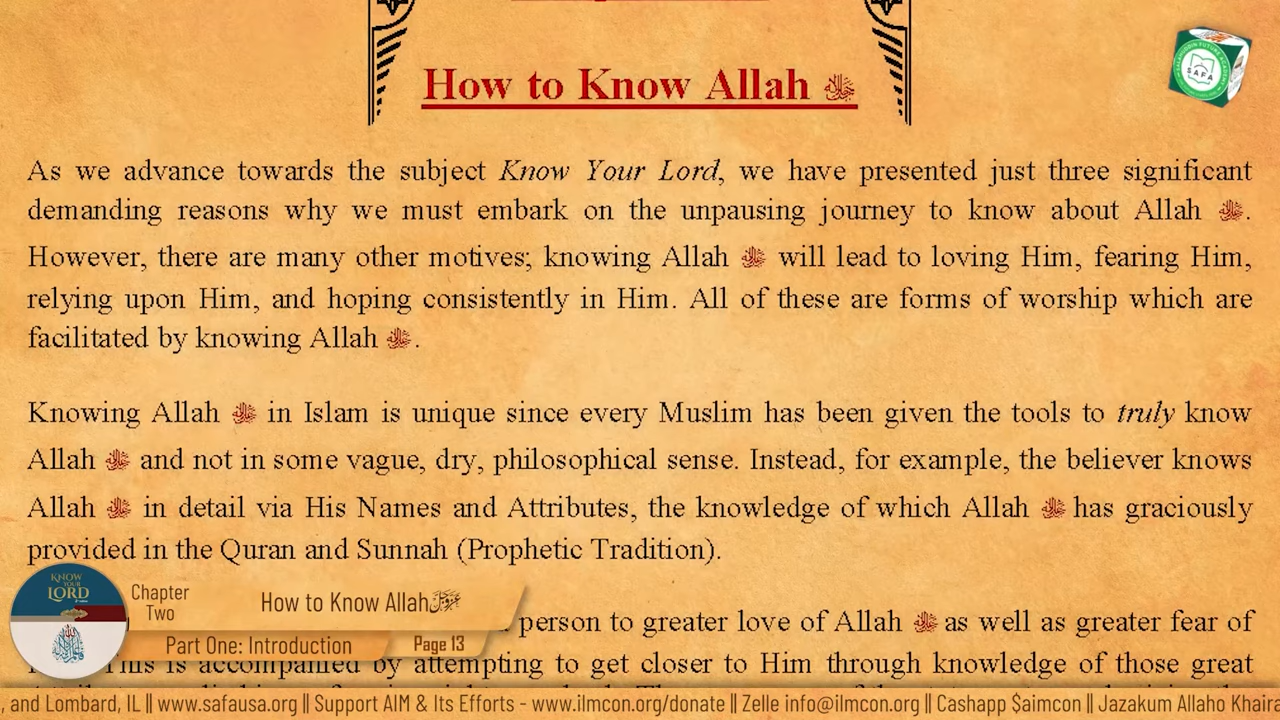 How to Know Allah ﷻ
As we advance towards the subject Know Your Lord, we have presented just three significant
demanding reasons why we must embark on the unpausing journey to know about Allah ﷻ.
However, there are many other motives; knowing Allah ﷻ will lead to loving Him, fearing Him,
relying upon Him, and hoping consistently in Him. All of these are forms of worship which are
facilitated by knowing Allah ﷻ.
Knowing Allah ﷻ in Islam is unique since every Muslim has been given the tools to truly know
Allah ﷻ and not in some vague, dry, philosophical sense. Instead, for example, the believer knows
Allah ﷻ in detail via His Names and Attributes, the knowledge of which Allah ﷻ has graciously
provided in the Quran and Sunnah (Prophetic Tradition).
person to greater love of Allah ﷻ as well as greater fear of
This is accompanied by attempting to get closer to Him through knowledge of those great
SAFA
KNOW
YOUR
LORD
Chapter
Two
How to Know Allah عَزَّوَجَلَّ
Part One: Introduction
Page 13
, and Lombard, IL || www.safausa.org || Support AIM & Its Efforts - www.ilmcon.org/donate || Zelle info@ilmcon.org || Cashapp $aimcon || Jazakum Allaho Khaira